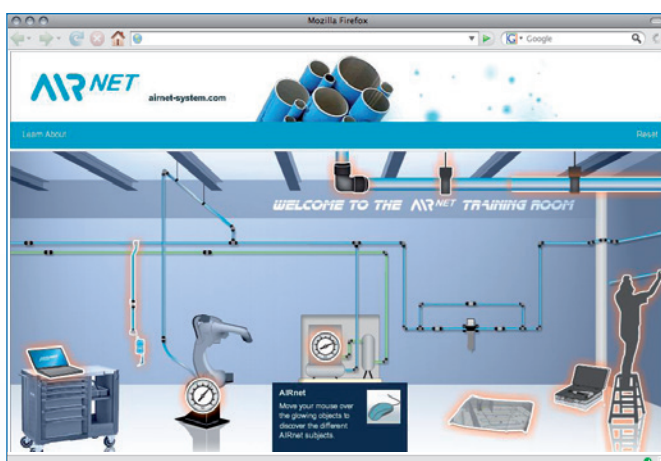 Mozilla Firefox
Google
AIRNET
airnet-system.com
Learn About
Reset
WELCOME TO THE AIRNET TRAINING ROOM
AIRnet
Move your mouse over
the glowing objects to
discover the different
AIRnet subjects.